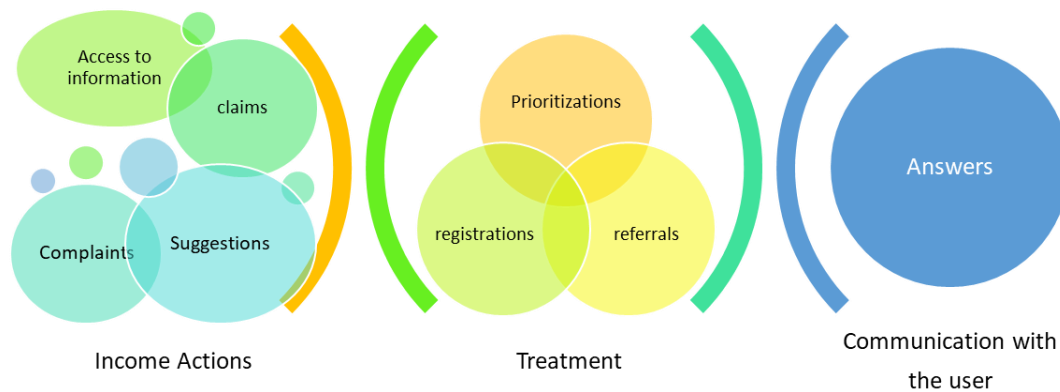 Access to
information
claims
Complaints
Suggestions
Income Actions
Prioritizations
registrations
referrals
Treatment
Answers
Communication with
the user